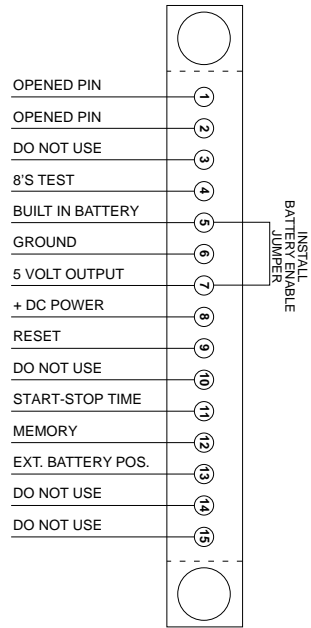 OPENED PIN 1
OPENED PIN 2
DO NOT USE 3
8'S TEST 4
BUILT IN BATTERY 5
GROUND 6
5 VOLT OUTPUT 7
+ DC POWER 8
RESET 9
DO NOT USE 10
START-STOP TIME 11
MEMORY 12
EXT. BATTERY POS. 13
DO NOT USE 14
DO NOT USE 15
INSTALL
BATTERY ENABLE
JUMPER